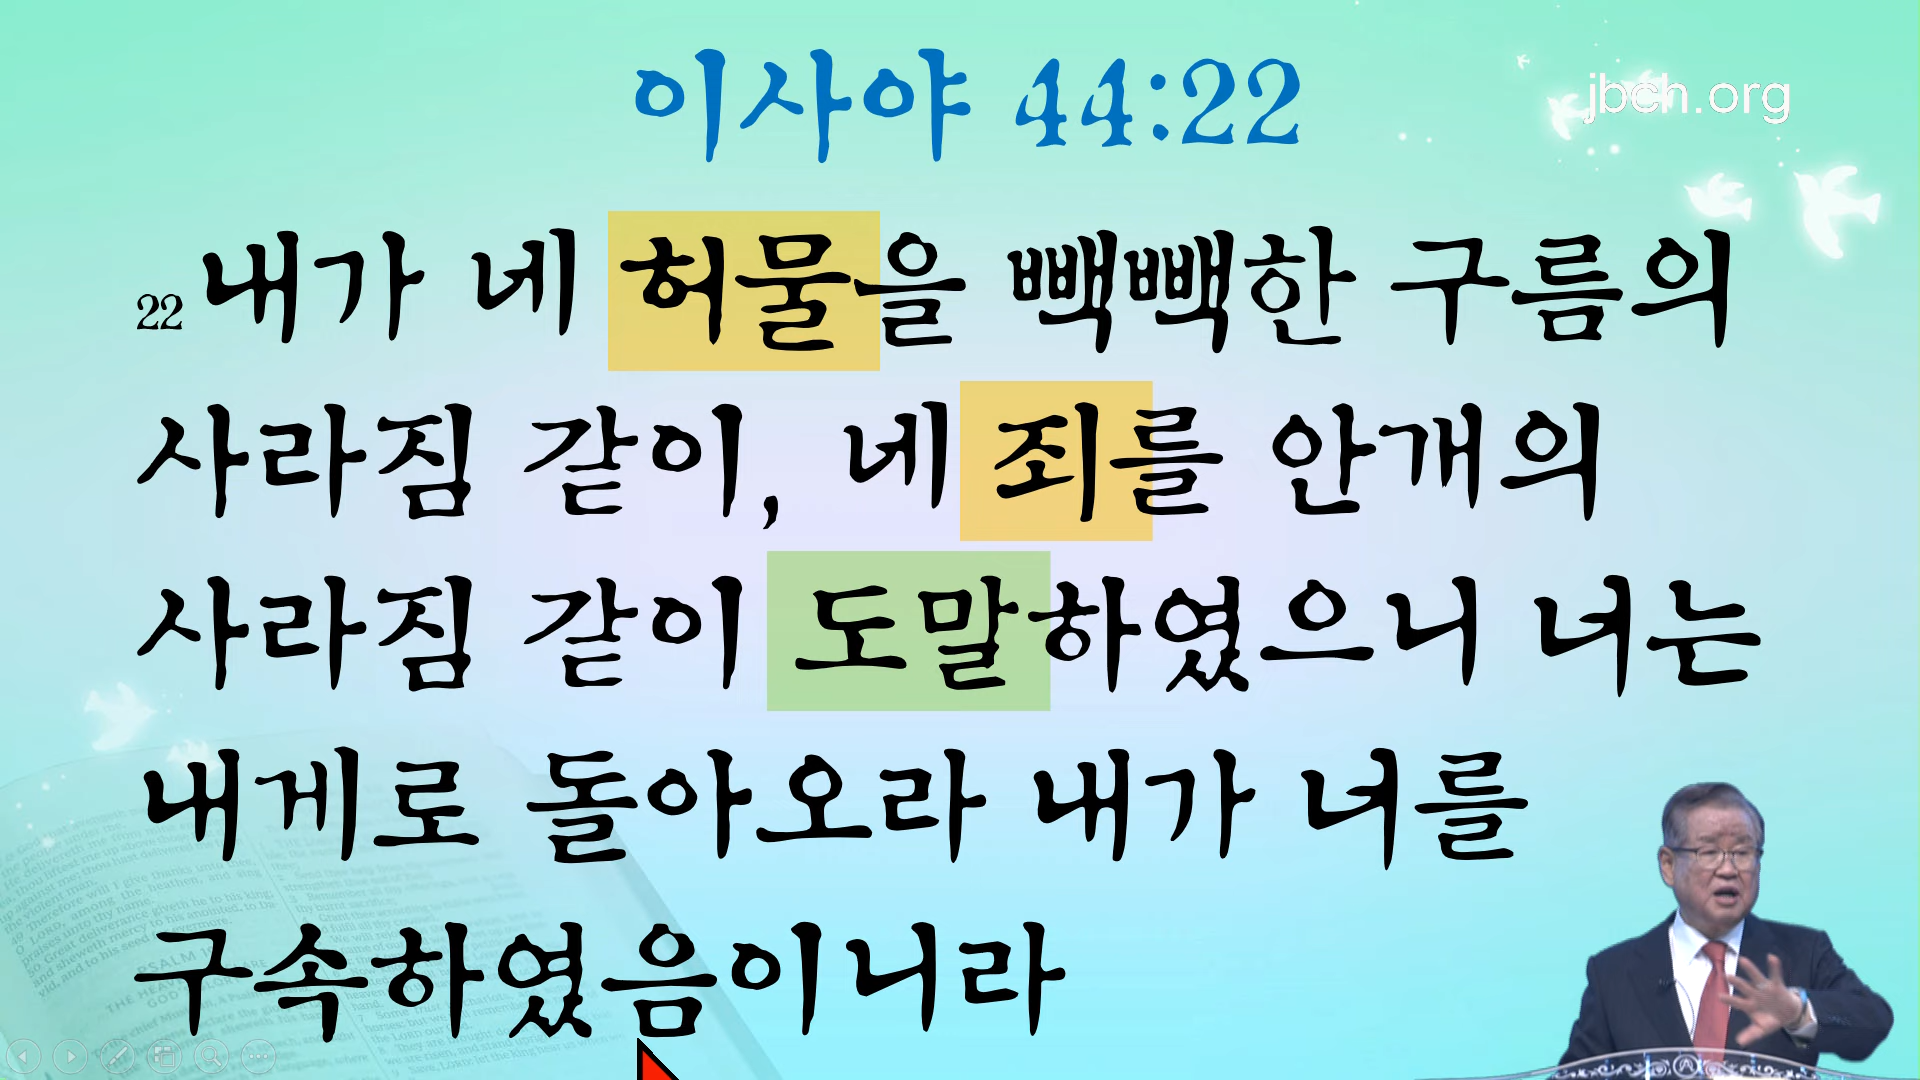 이사야 44:22
jbch.org
22 내가 네 허물을 빽빽한 구름의
사라짐 같이, 네 죄를 안개의
사라짐 같이 도말하였으니 너는
내게로 돌아오라 내가 너를
구속하였음이니라